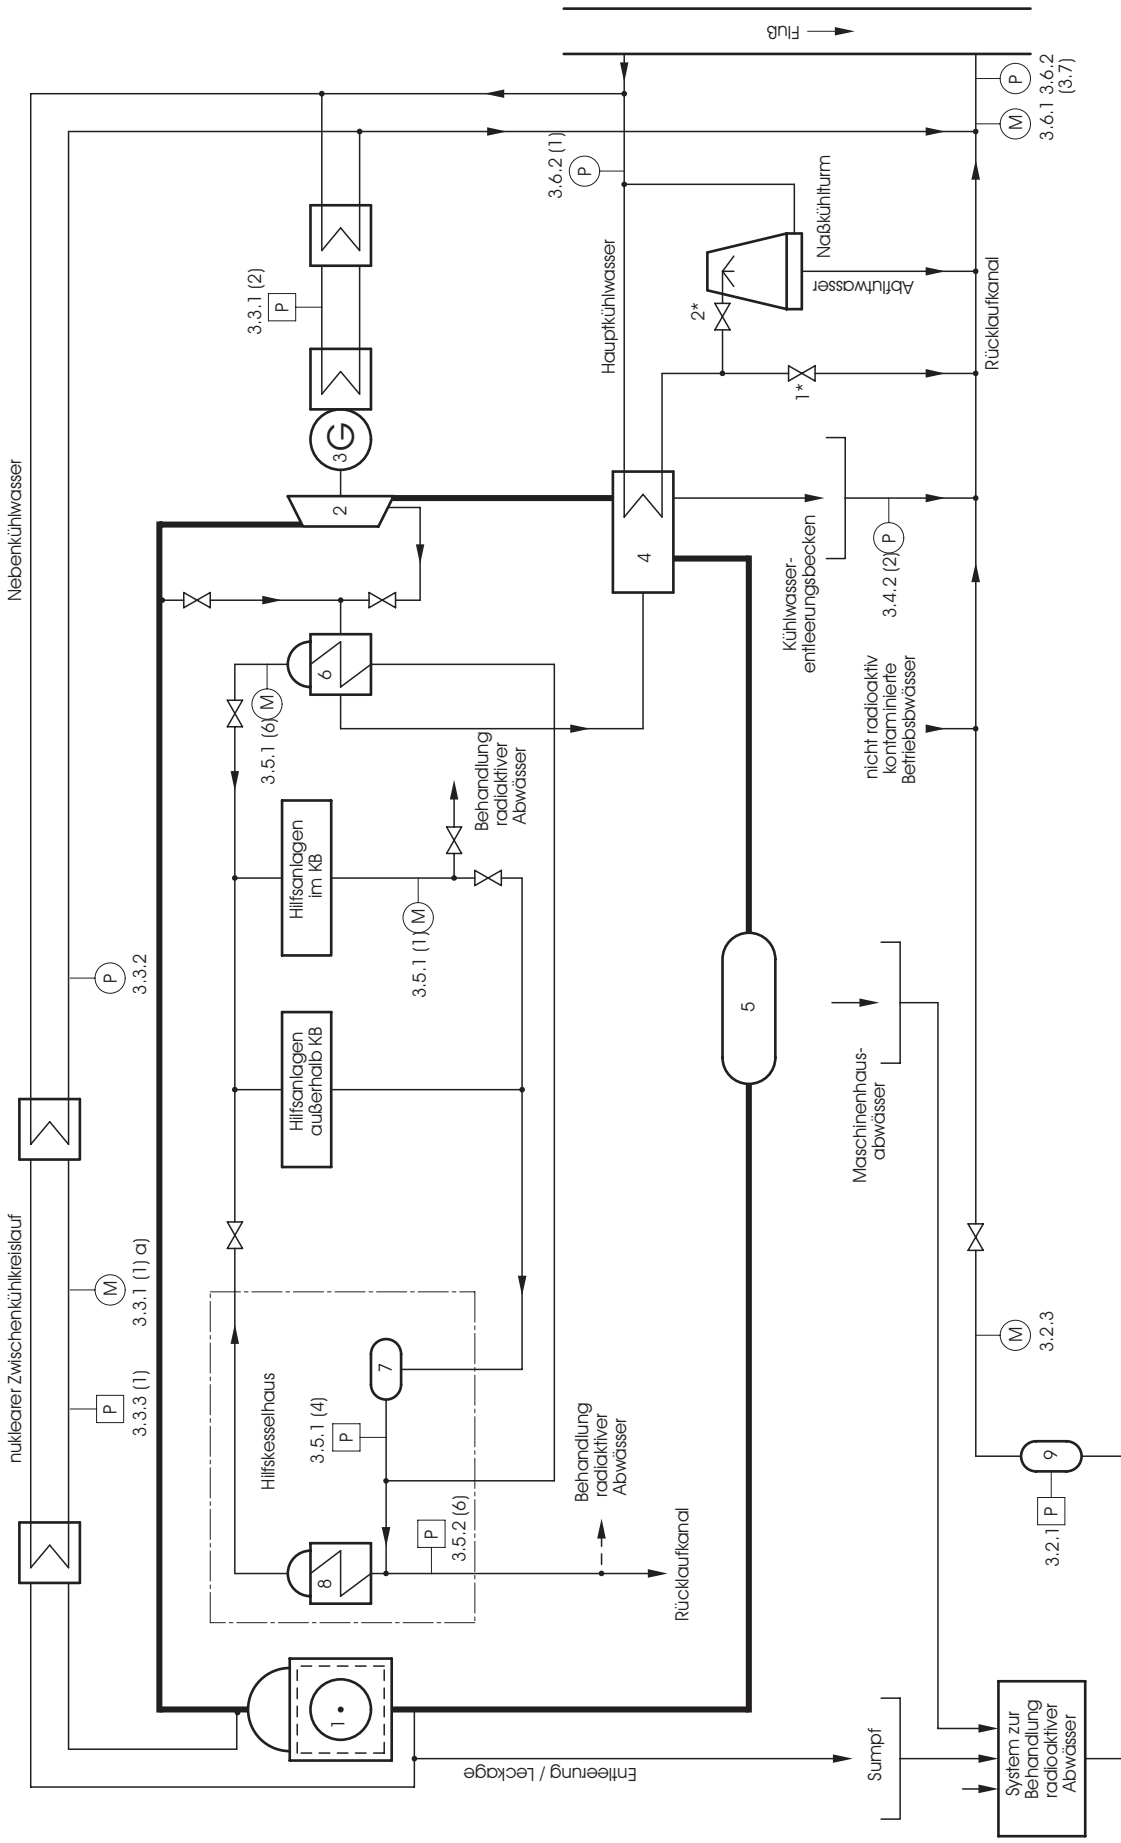 Nebenkühlwasser
nuklearer Zwischenkühlkreislauf
P
3.3.3 (1)
M
3.3.1 (1) a)
P
3.3.2
3.3.1 (2)
P
3
G
2
Fluß
Hauptkühlwasser
3.6.2 (1)
P
Naßkühlturm
Abflutwasser
2*
1*
Rücklaufkanal
M
3.6.1
P
3.6.2
(3.7)
4
Kühlwasser-
entleerungsbecken
3.4.2 (2)
P
nicht radioaktiv
kontaminierte
Betriebsbwässer
6
3.5.1 (6)
M
Hilfsanlagen
im KB
3.5.1 (1)
M
Behandlung
radiaktiver
Abwässer
Hilfsanlagen
außerhalb KB
5
Maschinenhaus-
abwässer
Hilfskesselhaus
7
3.5.1 (4)
P
8
P
3.5.2 (6)
Behandlung
radiaktiver
Abwässer
Rücklaufkanal
1
Entleerung / Leckage
Sumpf
System zur
Behandlung
radioaktiver
Abwässer
3.2.1
P
9
M
3.2.3